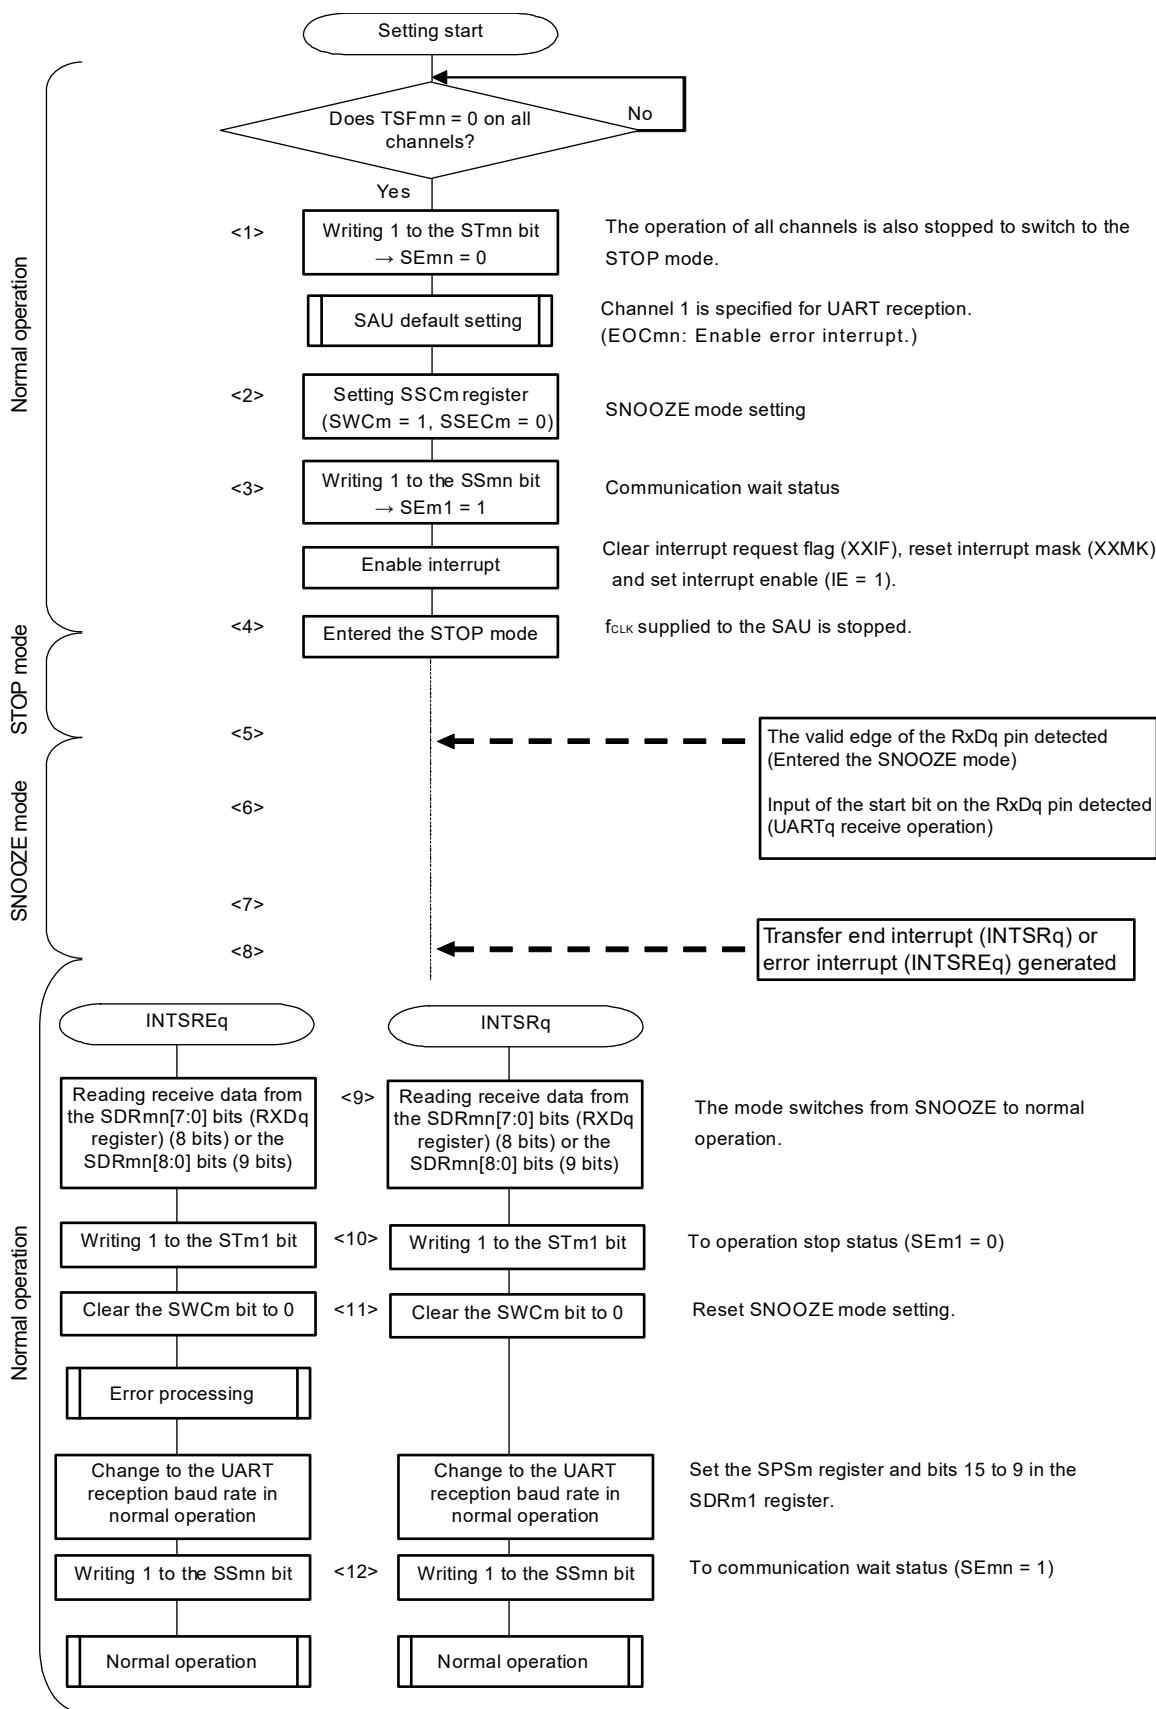 Setting start
No
Does TSFmn = 0 on all
channels?
Yes
Normal operation
<1>
Writing 1 to the STmn bit
→ SEmn = 0
The operation of all channels is also stopped to switch to the
STOP mode.
SAU default setting
Channel 1 is specified for UART reception.
(EOCmn: Enable error interrupt.)
<2>
Setting SSCm register
(SWCm = 1, SSECm = 0)
SNOOZE mode setting
<3>
Writing 1 to the SSmn bit
→ SEm1 = 1
Communication wait status
Enable interrupt
Clear interrupt request flag (XXIF), reset interrupt mask (XXMK)
and set interrupt enable (IE = 1).
STOP mode
<4>
Entered the STOP mode
fCLK supplied to the SAU is stopped.
SNOOZE mode
<5>
The valid edge of the RxDq pin detected
(Entered the SNOOZE mode)
<6>
Input of the start bit on the RxDq pin detected
(UARTq receive operation)
<7>
<8>
Transfer end interrupt (INTSRq) or
error interrupt (INTSREq) generated
Normal operation
INTSREq
INTSRq
Reading receive data from
the SDRmn[7:0] bits (RXDq
register) (8 bits) or the
SDRmn[8:0] bits (9 bits)
<9>
Reading receive data from
the SDRmn[7:0] bits (RXDq
register) (8 bits) or the
SDRmn[8:0] bits (9 bits)
The mode switches from SNOOZE to normal
operation.
Writing 1 to the STm1 bit
<10>
Writing 1 to the STm1 bit
To operation stop status (SEm1 = 0)
Clear the SWCm bit to 0
<11>
Clear the SWCm bit to 0
Reset SNOOZE mode setting.
Error processing
Change to the UART
reception baud rate in
normal operation
Change to the UART
reception baud rate in
normal operation
Set the SPSm register and bits 15 to 9 in the
SDRm1 register.
Writing 1 to the SSmn bit
<12>
Writing 1 to the SSmn bit
To communication wait status (SEmn = 1)
Normal operation
Normal operation